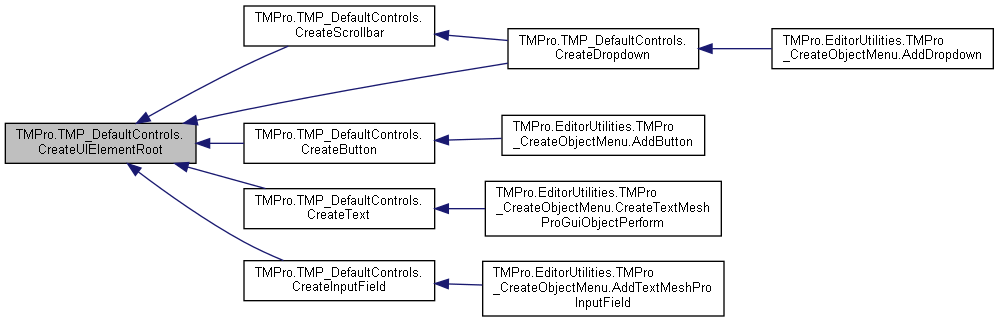 TMPro.TMP_DefaultControls.
CreateUIElementRoot
TMPro.TMP_DefaultControls.
CreateScrollbar
TMPro.TMP_DefaultControls.
CreateDropdown
TMPro.EditorUtilities.TMPro
_CreateObjectMenu.AddDropdown
TMPro.TMP_DefaultControls.
CreateButton
TMPro.EditorUtilities.TMPro
_CreateObjectMenu.AddButton
TMPro.TMP_DefaultControls.
CreateText
TMPro.EditorUtilities.TMPro
_CreateObjectMenu.CreateTextMesh
ProGuiObjectPerform
TMPro.TMP_DefaultControls.
CreateInputField
TMPro.EditorUtilities.TMPro
_CreateObjectMenu.AddTextMeshPro
InputField